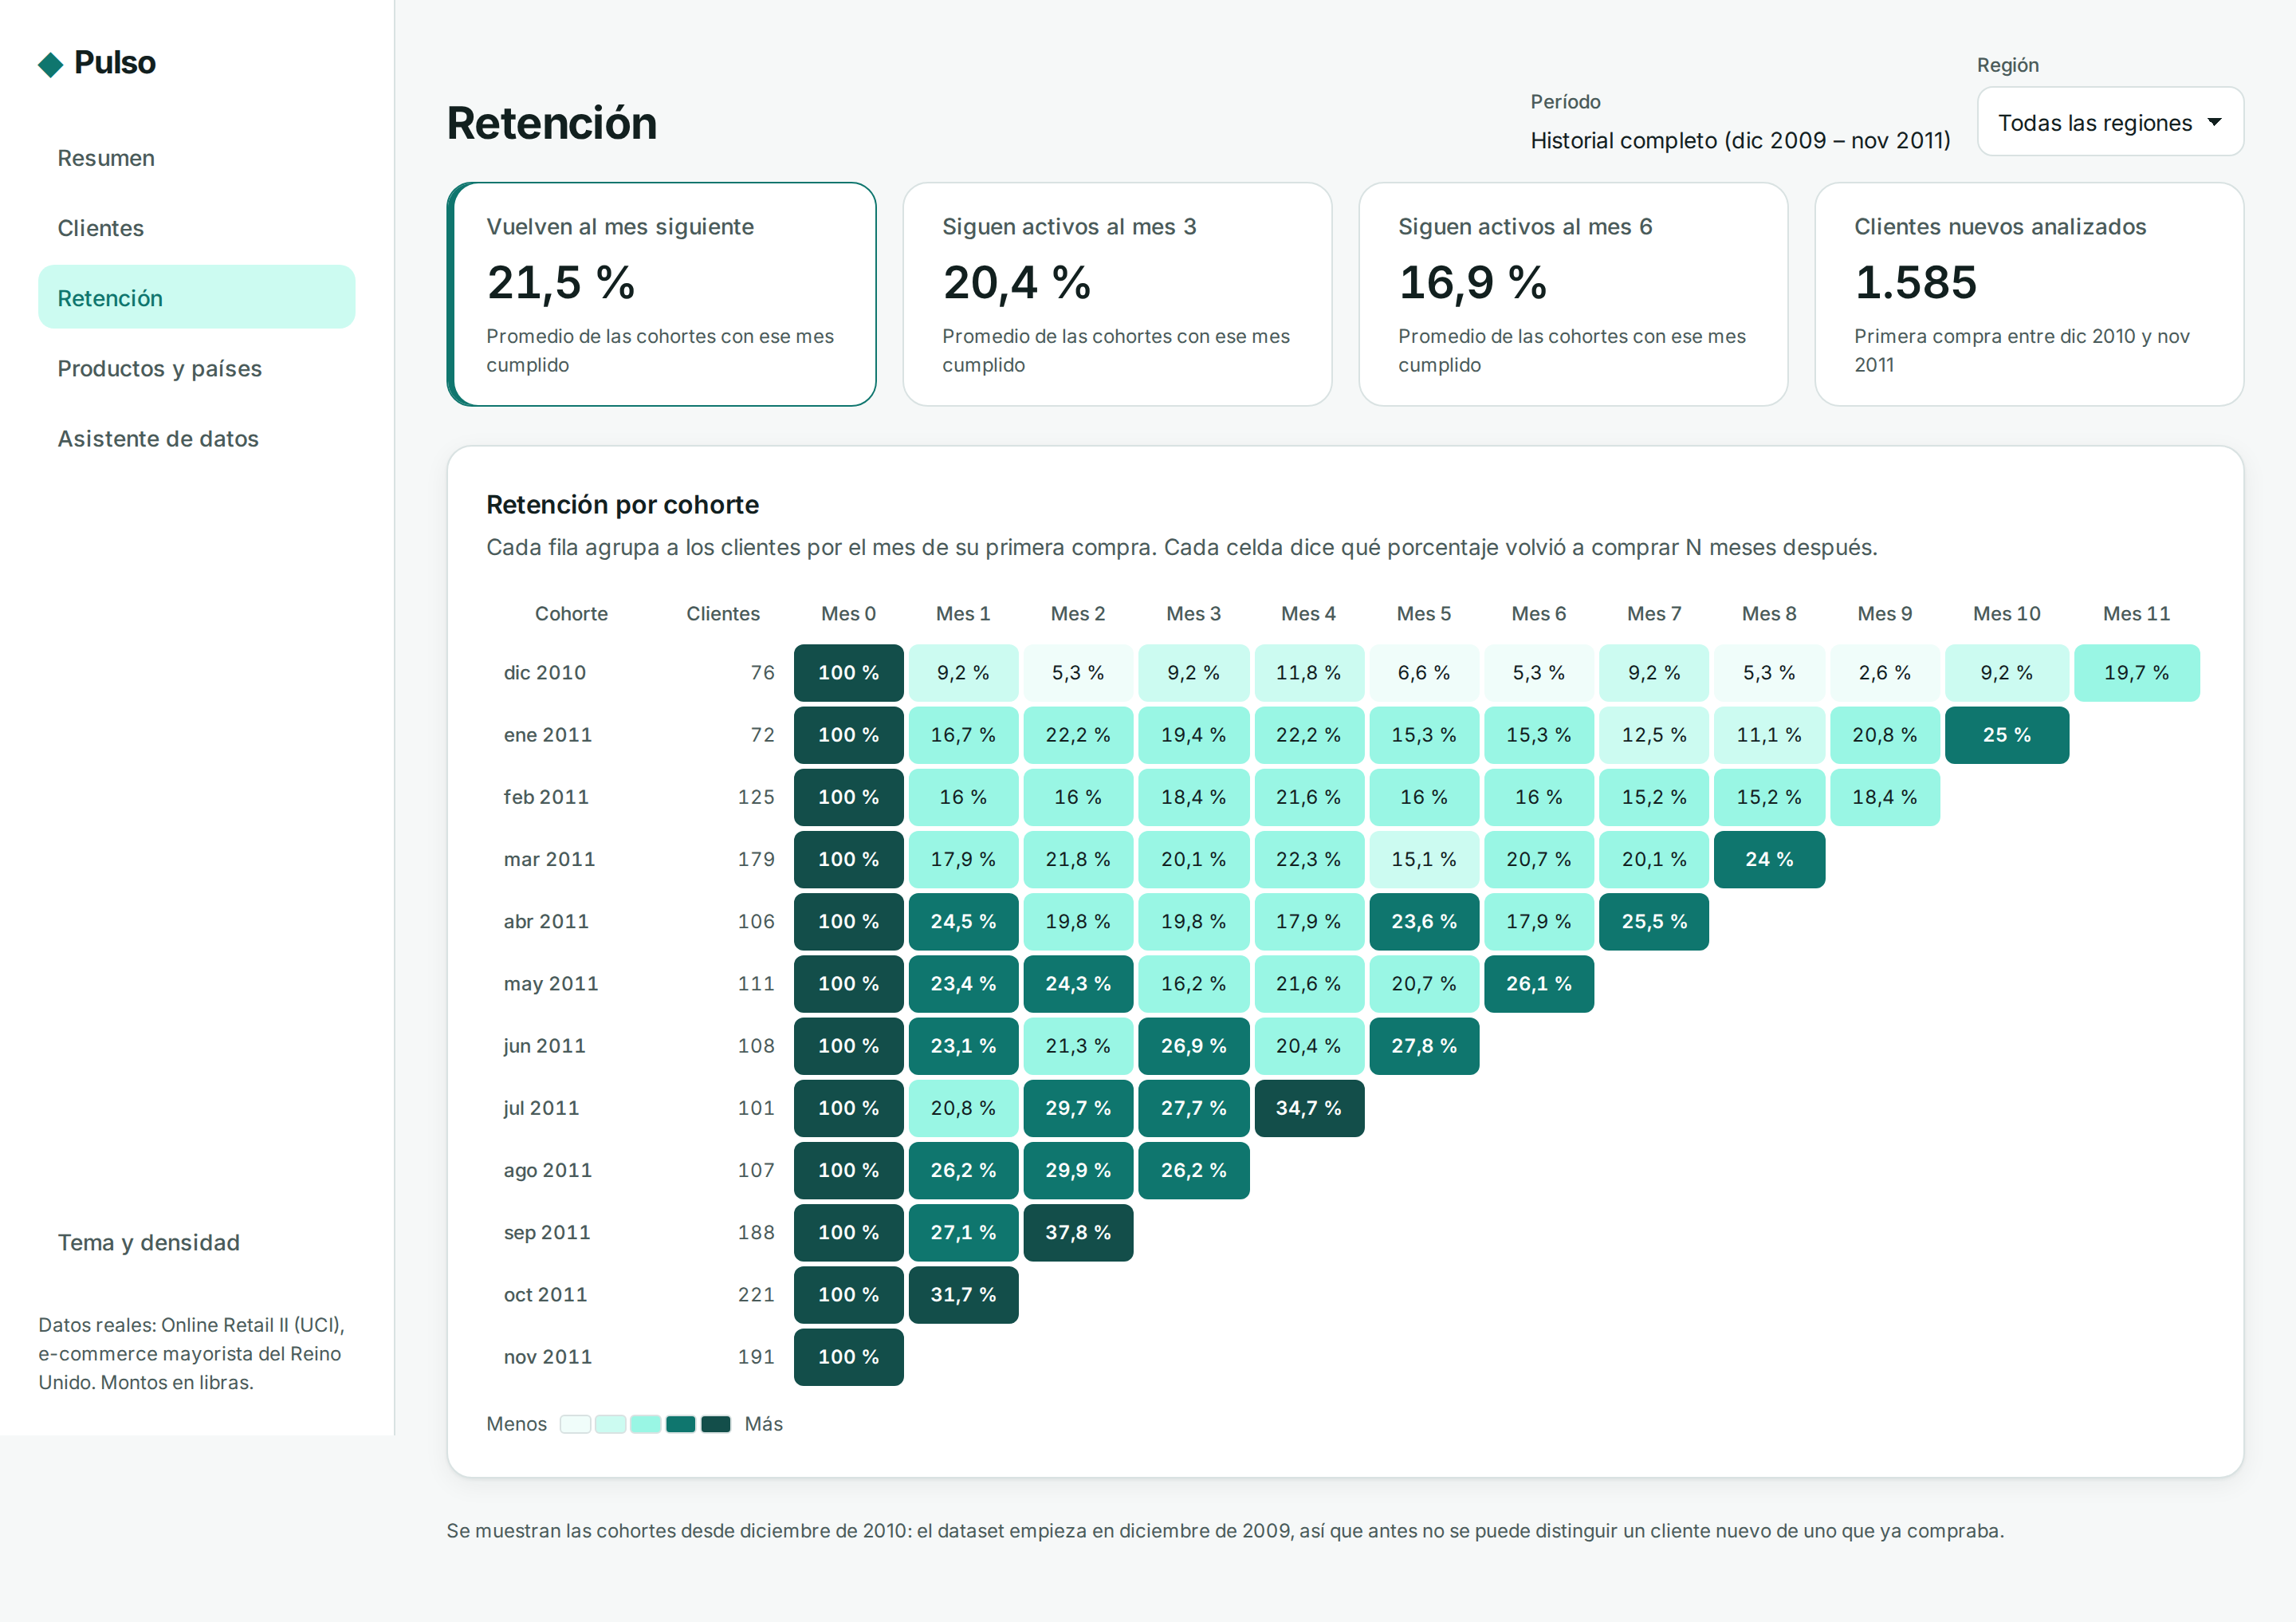 Pulso
Resumen
Clientes
Retención
Productos y países
Asistente de datos
Tema y densidad
Datos reales: Online Retail II (UCI),
e-commerce mayorista del Reino
Unido. Montos en libras.
Retención
Período
Historial completo (dic 2009 – nov 2011)
Región
Todas las regiones
Vuelven al mes siguiente
21,5 %
Promedio de las cohortes con ese mes
cumplido
Siguen activos al mes 3
20,4 %
Promedio de las cohortes con ese mes
cumplido
Siguen activos al mes 6
16,9 %
Promedio de las cohortes con ese mes
cumplido
Clientes nuevos analizados
1.585
Primera compra entre dic 2010 y nov
2011
Retención por cohorte
Cada fila agrupa a los clientes por el mes de su primera compra. Cada celda dice qué porcentaje volvió a comprar N meses después.
Cohorte Clientes Mes 0 Mes 1 Mes 2 Mes 3 Mes 4 Mes 5 Mes 6 Mes 7 Mes 8 Mes 9 Mes 10 Mes 11
dic 2010 76 100 % 9,2 % 5,3 % 9,2 % 11,8 % 6,6 % 5,3 % 9,2 % 5,3 % 2,6 % 9,2 % 19,7 %
ene 2011 72 100 % 16,7 % 22,2 % 19,4 % 22,2 % 15,3 % 15,3 % 12,5 % 11,1 % 20,8 % 25 %
feb 2011 125 100 % 16 % 16 % 18,4 % 21,6 % 16 % 16 % 15,2 % 15,2 % 18,4 %
mar 2011 179 100 % 17,9 % 21,8 % 20,1 % 22,3 % 15,1 % 20,7 % 20,1 % 24 %
abr 2011 106 100 % 24,5 % 19,8 % 19,8 % 17,9 % 23,6 % 17,9 % 25,5 %
may 2011 111 100 % 23,4 % 24,3 % 16,2 % 21,6 % 20,7 % 26,1 %
jun 2011 108 100 % 23,1 % 21,3 % 26,9 % 20,4 % 27,8 %
jul 2011 101 100 % 20,8 % 29,7 % 27,7 % 34,7 %
ago 2011 107 100 % 26,2 % 29,9 % 26,2 %
sep 2011 188 100 % 27,1 % 37,8 %
oct 2011 221 100 % 31,7 %
nov 2011 191 100 %
Menos Más
Se muestran las cohortes desde diciembre de 2010: el dataset empieza en diciembre de 2009, así que antes no se puede distinguir un cliente nuevo de uno que ya compraba.